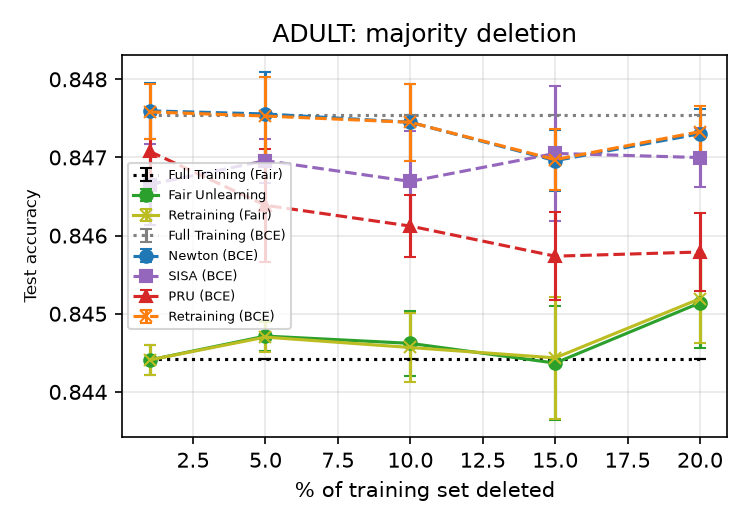 ADULT: majority deletion
Test accuracy
0.848
0.847
0.846
0.845
0.844
Full Training (Fair)
Fair Unlearning
Retraining (Fair)
Full Training (BCE)
Newton (BCE)
SISA (BCE)
PRU (BCE)
Retraining (BCE)
2.5 5.0 7.5 10.0 12.5 15.0 17.5 20.0
% of training set deleted